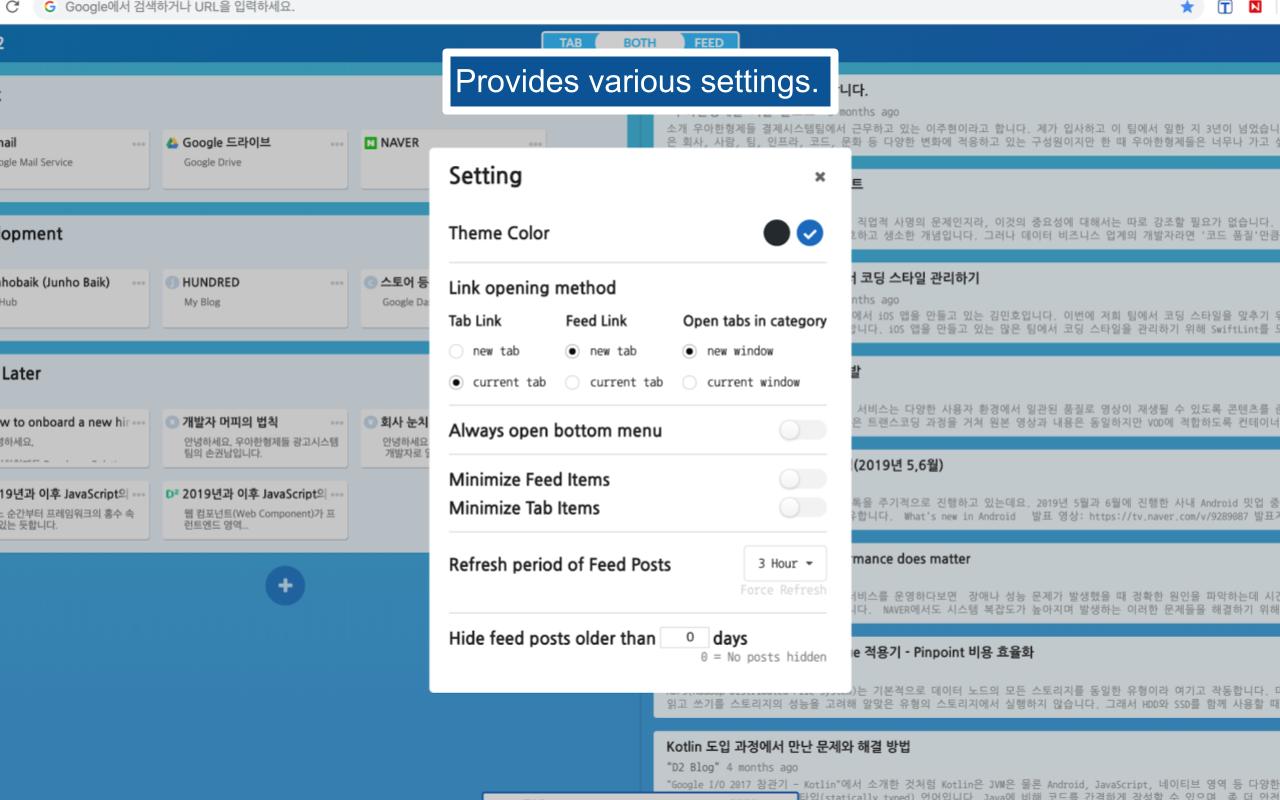 Google에서 검색하거나 URL을 입력하세요.
TAB BOTH FEED
Provides various settings.
Google 드라이브
Google Drive
NAVER
Mail Service
HUNDRED
My Blog
(Junho Baik)
Later
to onboard a new
개발자 머피의 법칙
안녕하세요, 우아한형제들 광고시스템
팀의 손권남입니다.
회사 눈치
안녕하세요
개발자로
이후 JavaScript의
순간부터 프레임워크의 홍수 속
있는 듯합니다.
D² 2019년과 이후 JavaScript의
웹 컴포넌트(Web Component)가 프
런트엔드 영역...
+
Setting
Theme Color
Link opening method
Tab Link Feed Link Open tabs in category
new tab new tab new window
current tab current tab current window
Always open bottom menu
Minimize Feed Items
Minimize Tab Items
Refresh period of Feed Posts 3 Hour
Force Refresh
Hide feed posts older than 0 days
0 = No posts hidden
months ago
소개 우아한형제들 결제시스템팀에서 근무하고 있는 이주현이라고 합니다. 제가 입사하고 이 팀에서 일한 지 3년이 넘었습니
은 회사, 사람, 팀, 인프라, 코드, 문화 등 다양한 변화에 적응하고 있는 구성원이지만 한 때 우아한형제들은 너무나 가고
직업적 사명의 문제인지라, 이것의 중요성에 대해서는 따로 강조할 필요가 없습니다.
생소한 개념입니다. 그러나 데이터 비즈니스 업계의 개발자라면 '코드 품질'만큼
코딩 스타일 관리하기
ago
에서 iOS 앱을 만들고 있는 김민호입니다. 이번에 저희 팀에서 코딩 스타일을 맞추기
iOS 앱을 만들고 있는 많은 팀에서 코딩 스타일을 관리하기 위해 SwiftLint를
서비스는 다양한 사용자 환경에서 일관된 품질로 영상이 재생될 수 있도록 콘텐츠를
은 트랜스코딩 과정을 거쳐 원본 영상과 내용은 동일하지만 VOD에 적합하도록 컨테이너
(2019년 5,6월)
주기적으로 진행하고 있는데요. 2019년 5월과 6월에 진행한 사내 Android 밋업 중
What's new in Android 발표 영상: https://tv.naver.com/v/9289087 발표
does matter
운영하다보면 장애나 성능 문제가 발생했을 때 정확한 원인을 파악하는데 시간
NAVER에서도 시스템 복잡도가 높아지며 발생하는 이러한 문제들을 해결하기 위해
적용기 - Pinpoint 비용 효율화
는 기본적으로 데이터 노드의 모든 스토리지를 동일한 유형이라 여기고 작동합니다.
읽고 쓰기를 스토리지의 성능을 고려해 알맞은 유형의 스토리지에서 실행하지 않습니다. 그래서 HDD와 SSD를 함께 사용할 때
Kotlin 도입 과정에서 만난 문제와 해결 방법
"D2 Blog" 4 months ago
"Google I/O 2017 참관기 – Kotlin"에서 소개한 것처럼 Kotlin은 JVM은 물론 Android, JavaScript, 네이티브 영역 등 다양한